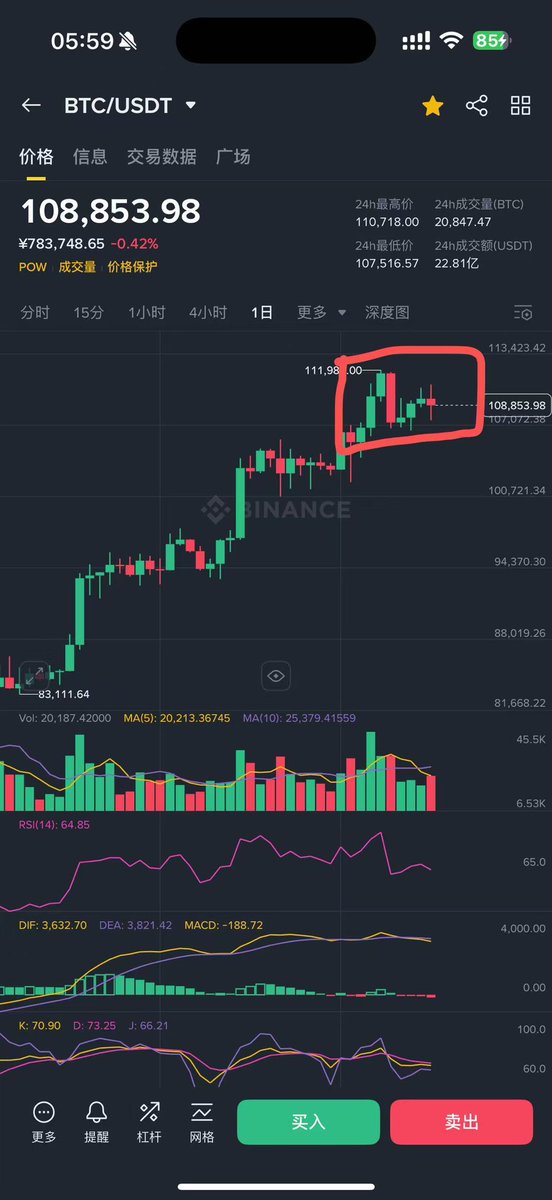 05:59
85
BTC/USDT
价格 信息 交易数据 广场
108,853.98
¥783,748.65 -0.42%
POW 成交量 价格保护
24h最高价 24h成交量(BTC)
110,718.00 20,847.47
24h最低价 24h成交额(USDT)
107,516.57 22.81亿
分时 15分 1小时 4小时 1日 更多 深度图
113,423.42
108,853.98
107,072.38
100,721.34
BINANCE
94,370.30
88,019.26
83,111.64
81,668.22
Vol: 20,187.42000 MA(5): 20,213.36745 MA(10): 25,379.41559
45.5K
6.53K
RSI(14): 64.85
65.0
DIF: 3,632.70 DEA: 3,821.42 MACD: -188.72
4,000.00
0.00
K: 70.90 D: 73.25 J: 66.21
100.0
60.0
更多 提醒 杠杆 网格 买入 卖出